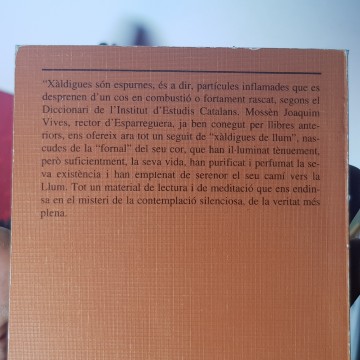 "Xàldigues són espurnes, és a dir, partícules inflamades que es
desprenen d'un cos en combustió o fortament rascat, segons el
Diccionari de l'Institut d'Estudis Catalans. Mossèn Joaquim
Vives, rector d'Esparreguera, ja ben conegut per llibres ante-
riors, ens ofereix ara tot un seguit de "xàldigues de llum", nas-
cudes de la "fornal" del seu cor, que han il·luminat tènuement,
però suficientment, la seva vida, han purificat i perfumat la se-
va existència i han emplenat de serenor el seu camí vers la
Llum. Tot un material de lectura i de meditació que ens endin-
sa en el misteri de la contemplació silenciosa, de la veritat més
plena.